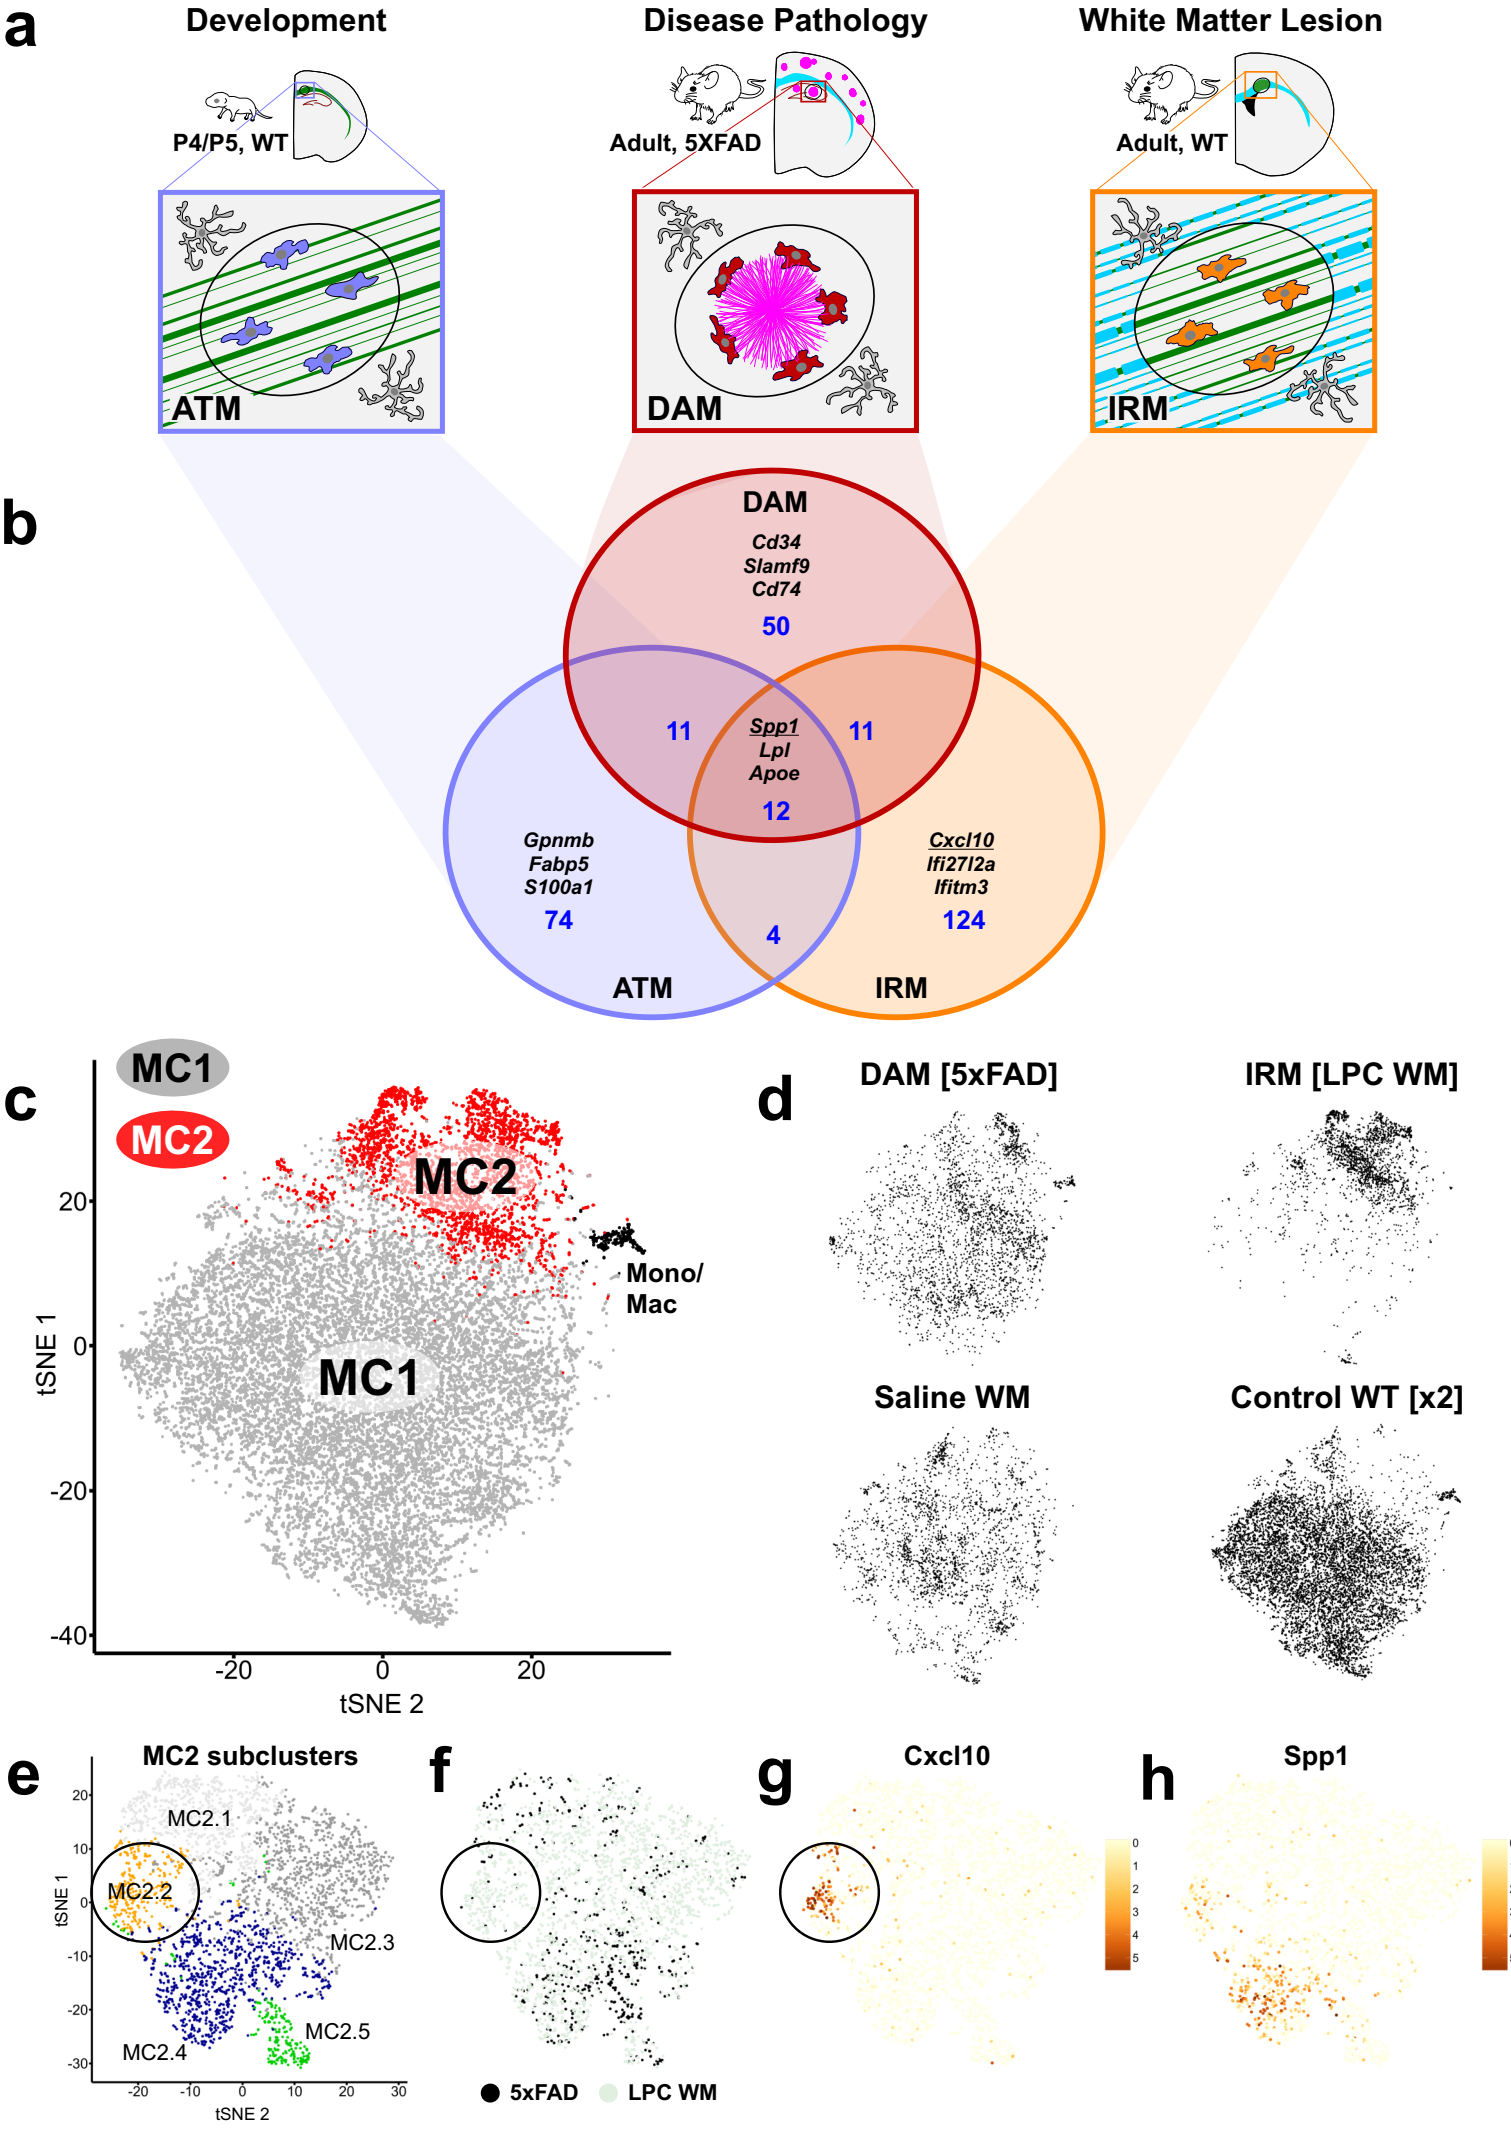 a
Development
Disease Pathology
White Matter Lesion
P4/P5, WT
Adult, 5XFAD
Adult, WT
ATM
DAM
IRM
b
DAM
Cd34
Slamf9
Cd74
50
11
Spp1
Lpl
Apoe
12
11
Gpnmb
Fabp5
S100a1
74
4
Cxcl10
Ifi27l2a
Ifitm3
124
ATM
IRM
c
MC1
MC2
MC2
MC1
Mono/
Mac
20
0
-20
-40
-20
0
20
tSNE 1
tSNE 2
d
DAM [5xFAD]
IRM [LPC WM]
Saline WM
Control WT [x2]
e
MC2 subclusters
MC2.1
MC2.2
MC2.3
MC2.4
MC2.5
20
10
0
-10
-20
-30
-20
-10
0
10
20
30
tSNE 1
tSNE 2
f
5xFAD
LPC WM
g
Cxcl10
0
1
2
3
4
5
h
Spp1